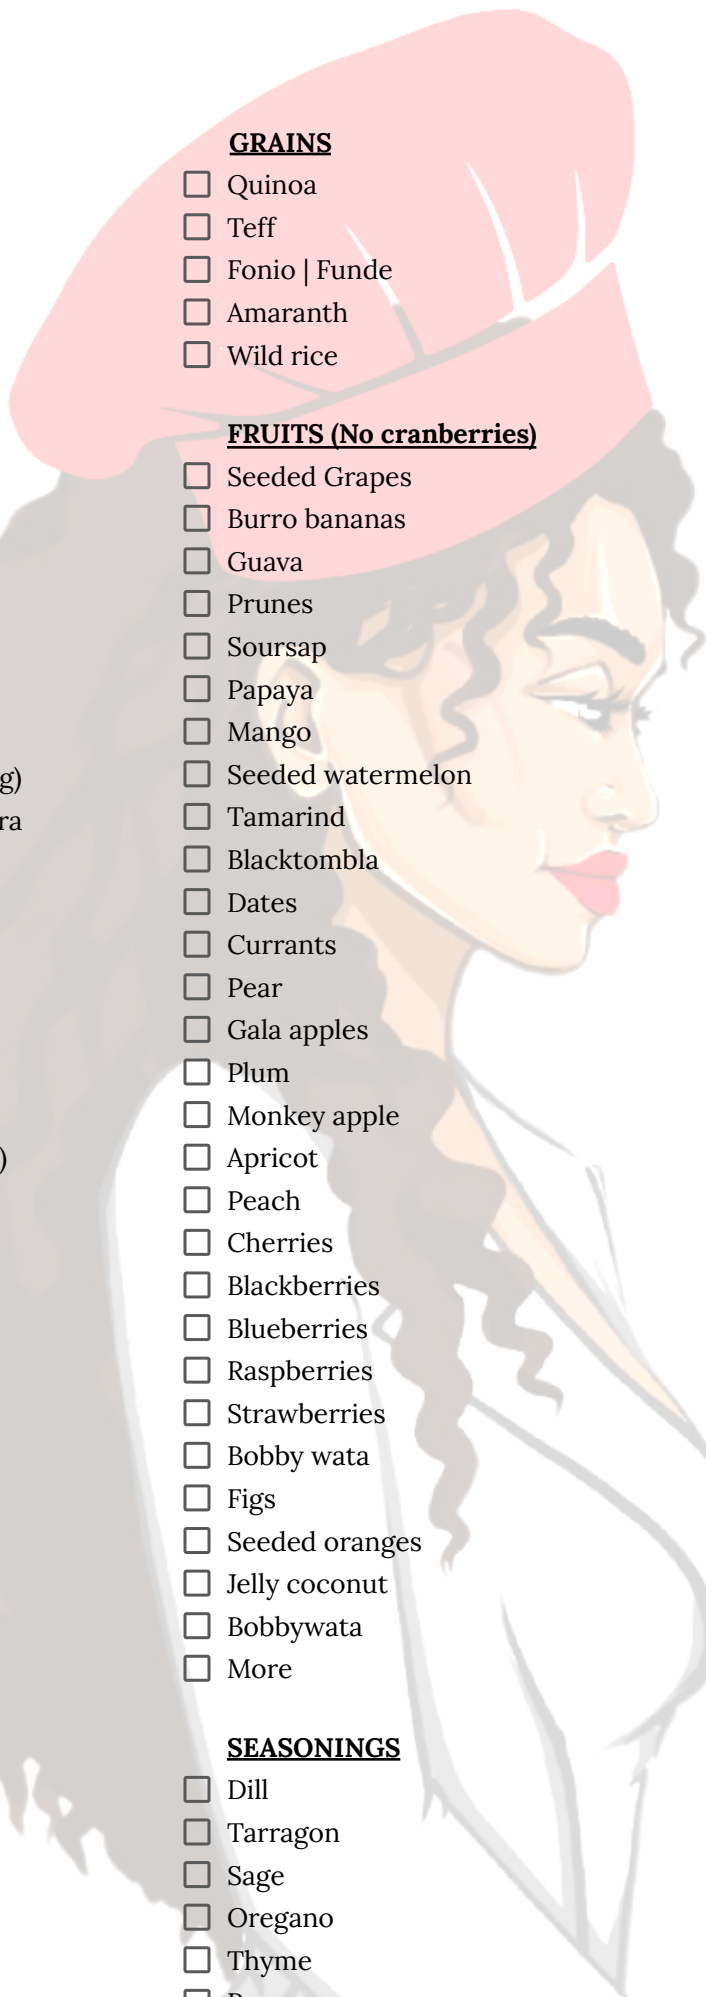 GRAINS
Quinoa
Teff
Fonio | Funde
Amaranth
Wild rice
FRUITS (No cranberries)
Seeded Grapes
Burro bananas
Guava
Prunes
Soursap
Papaya
Mango
g)
Seeded watermelon
ra
Tamarind
Blacktombla
Dates
Currants
Pear
Gala apples
Plum
Monkey apple
)
Apricot
Peach
Cherries
Blackberries
Blueberries
Raspberries
Strawberries
Bobby wata
Figs
Seeded oranges
Jelly coconut
Bobbywata
More
SEASONINGS
Dill
Tarragon
Sage
Oregano
Thyme